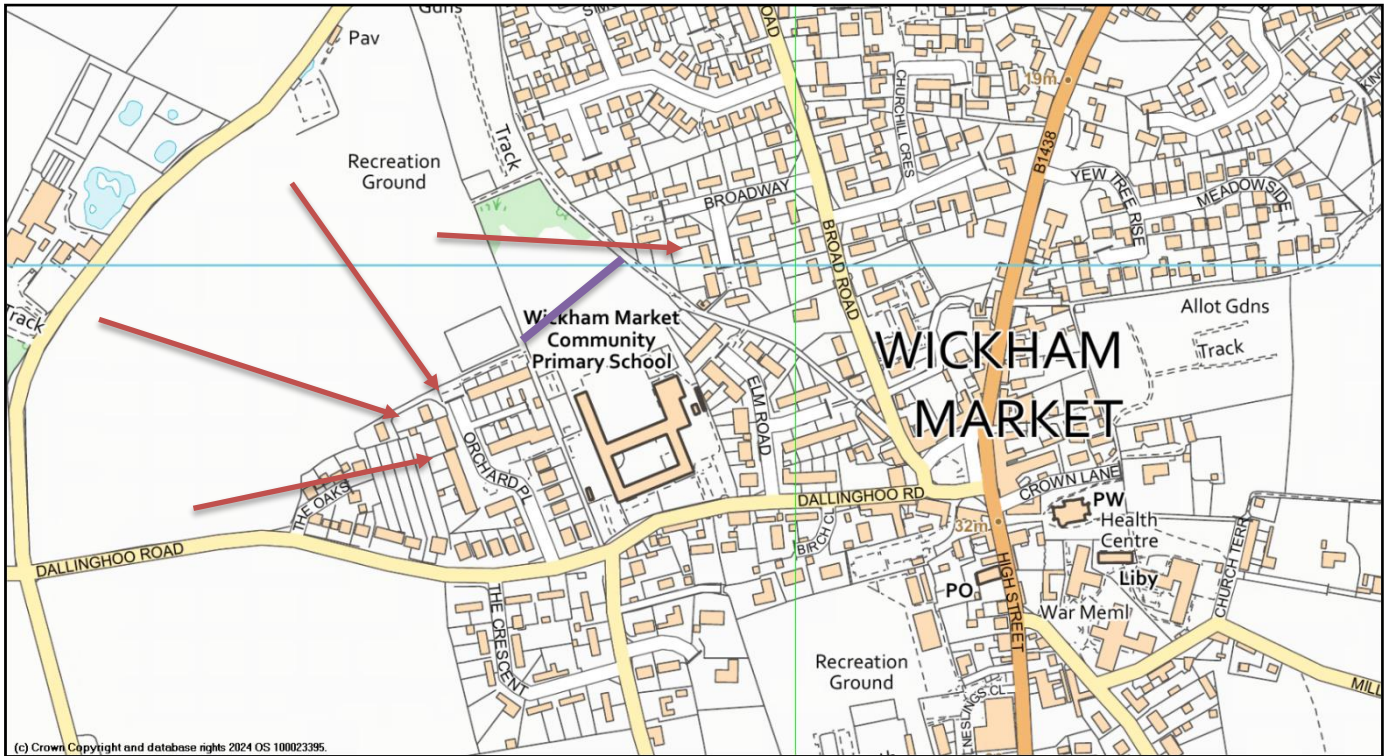 Guns
Pav
Recreation
Ground
Track
BROADWAY
ROAD
CHURCHILL CRES
19m
B1438
YEW TREE
RISE
MEADOWSIDE
BROAD ROAD
Track
Wickham Market
Community
Primary School
Allot Gdns
Track
WICKHAM
MARKET
ELM ROAD
ORCHARD PL
THE OAKS
DALLINGHOO ROAD
DALLINGHOO RD
CROWN LANE
PW
Health
Centre
32m
BIRCH CL
PO
Liby
HIGH STREET
War Meml
CHURCH TERR
THE CRESCENT
Recreation
Ground
MILL
(c) Crown Copyright and database rights 2024 OS 100023395.